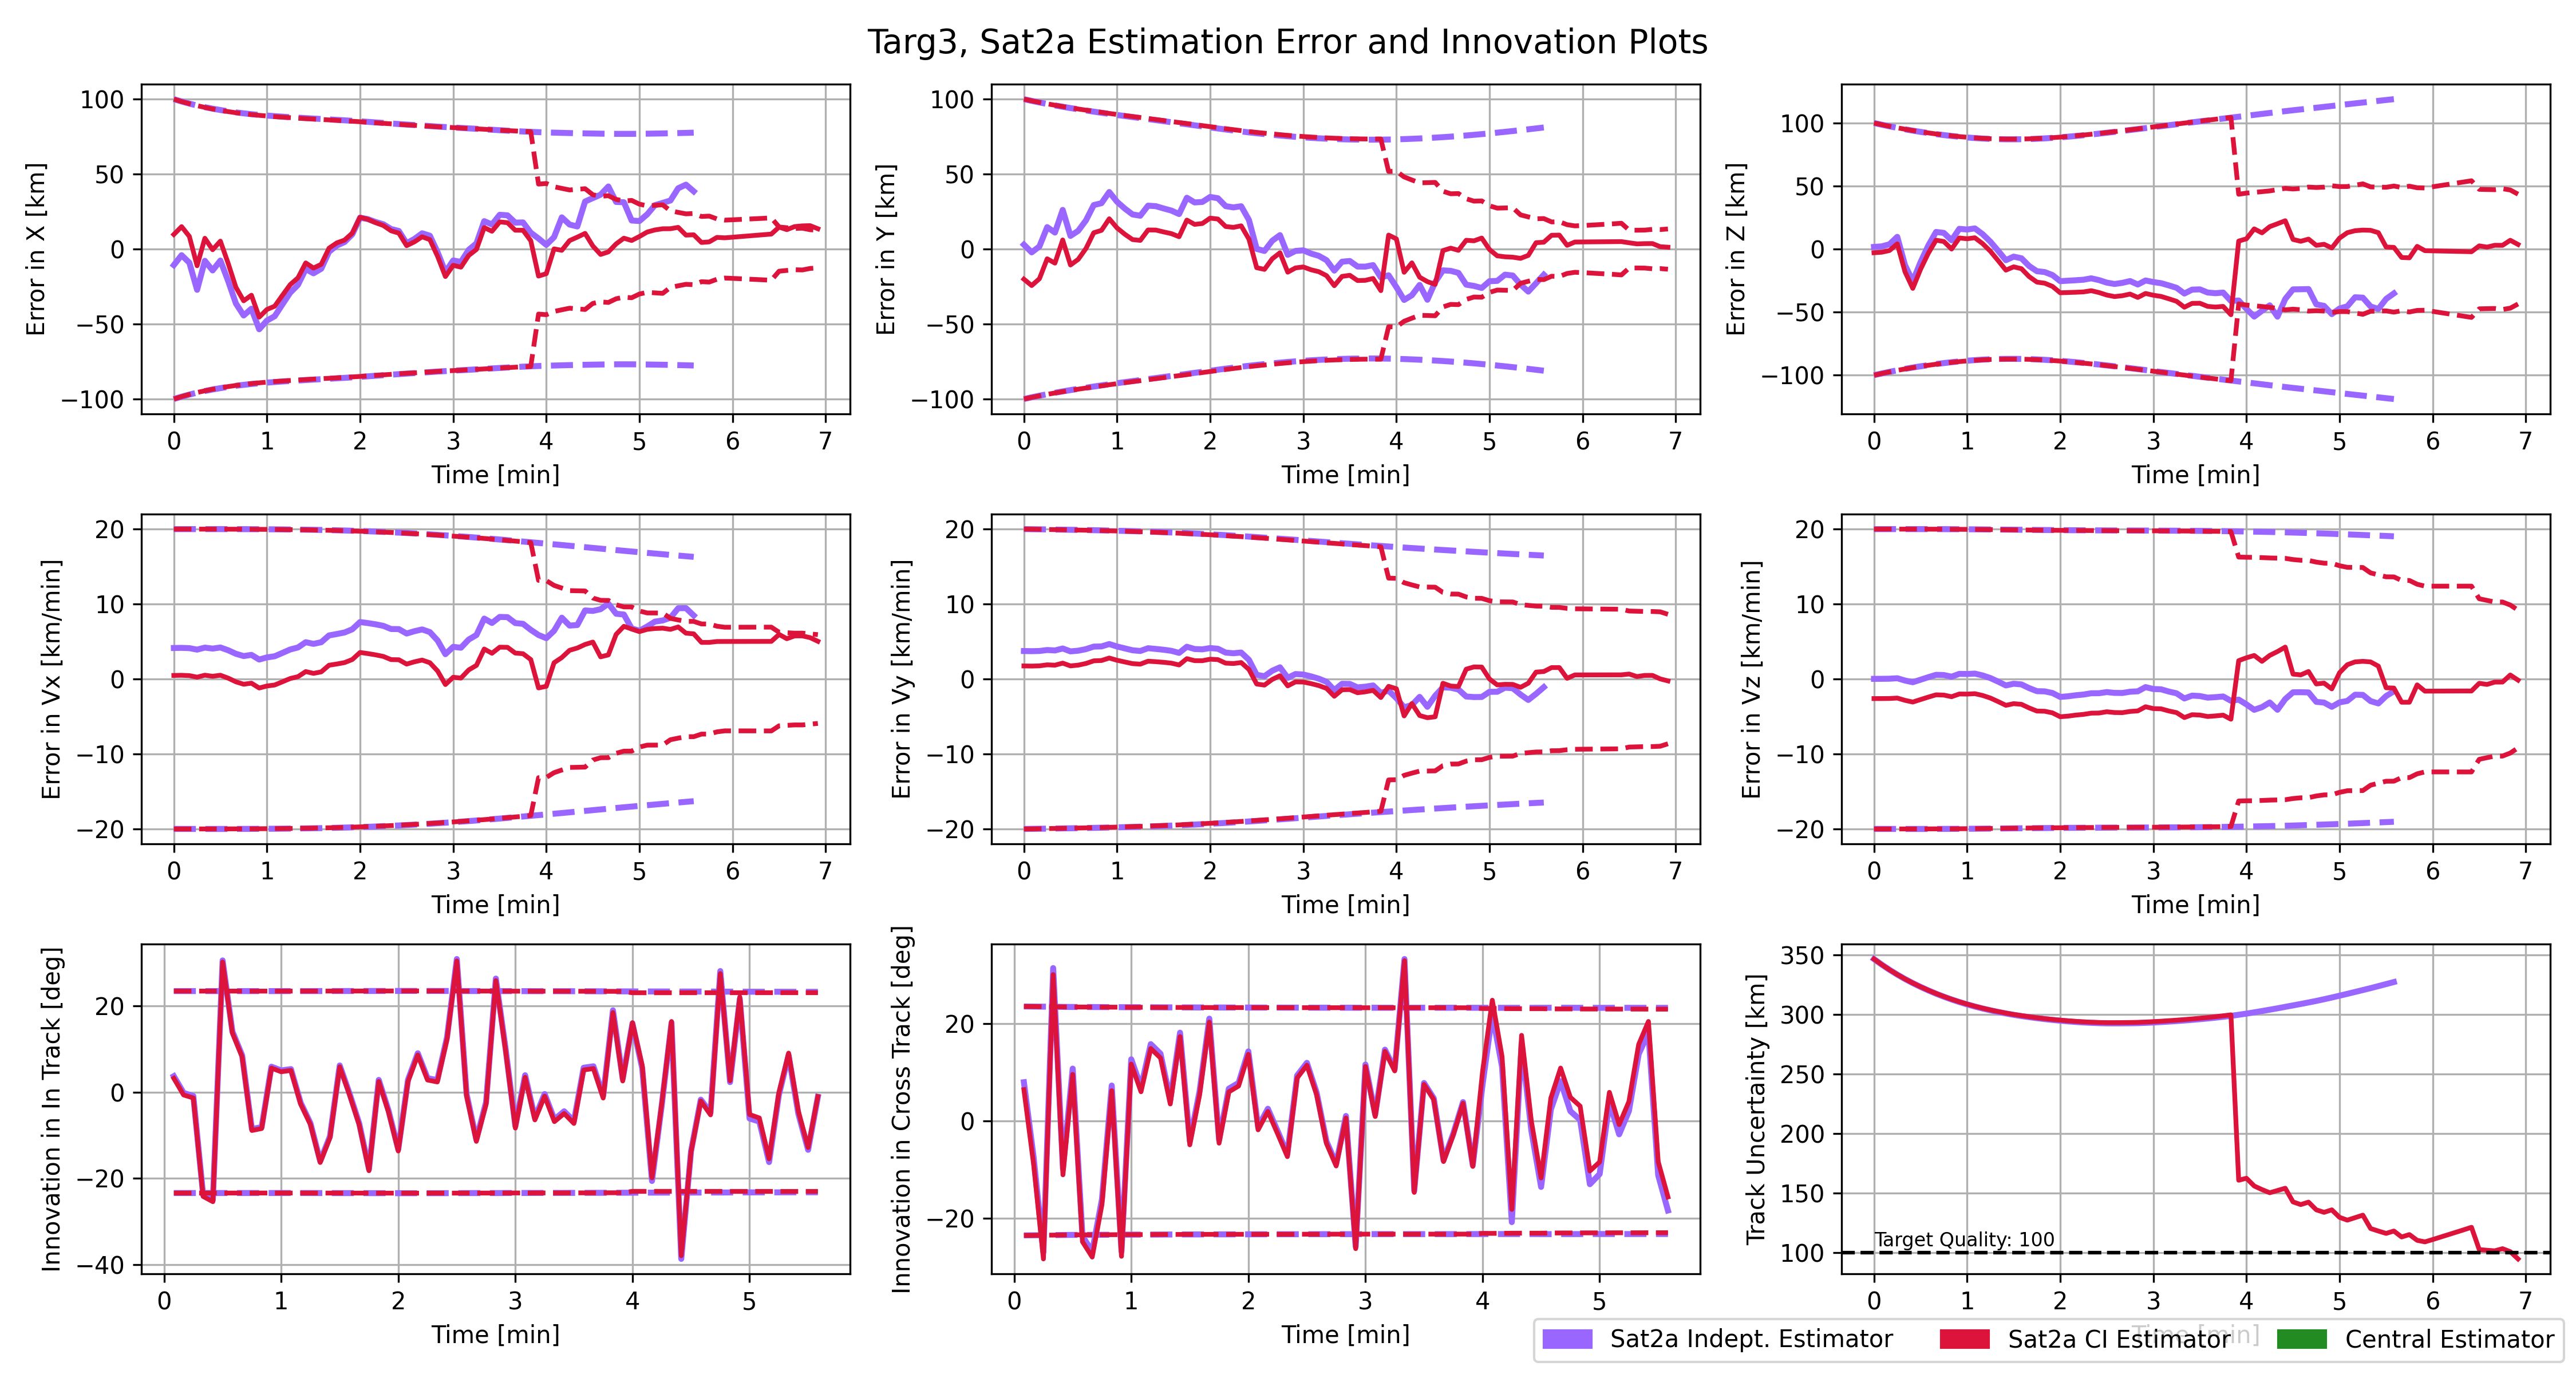 Targ3, Sat2a Estimation Error and Innovation Plots
Error in X [km]
100
50
0
−50
−100
0 1 2 3 4 5 6 7
Time [min]
Error in Y [km]
100
50
0
−50
−100
0 1 2 3 4 5 6 7
Time [min]
Error in Z [km]
100
50
0
−50
−100
0 1 2 3 4 5 6 7
Time [min]
Error in Vx [km/min]
20
10
0
−10
−20
0 1 2 3 4 5 6 7
Time [min]
Error in Vy [km/min]
20
10
0
−10
−20
0 1 2 3 4 5 6 7
Time [min]
Error in Vz [km/min]
20
10
0
−10
−20
0 1 2 3 4 5 6 7
Time [min]
Innovation in In Track [deg]
20
0
−20
−40
0 1 2 3 4 5
Time [min]
Innovation in Cross Track [deg]
20
0
−20
0 1 2 3 4 5
Time [min]
Track Uncertainty [km]
350
300
250
200
150
100
Target Quality: 100
0 1 2 3 4 5 6 7
Time [min]
Sat2a Indept. Estimator
Sat2a CI Estimator
Central Estimator